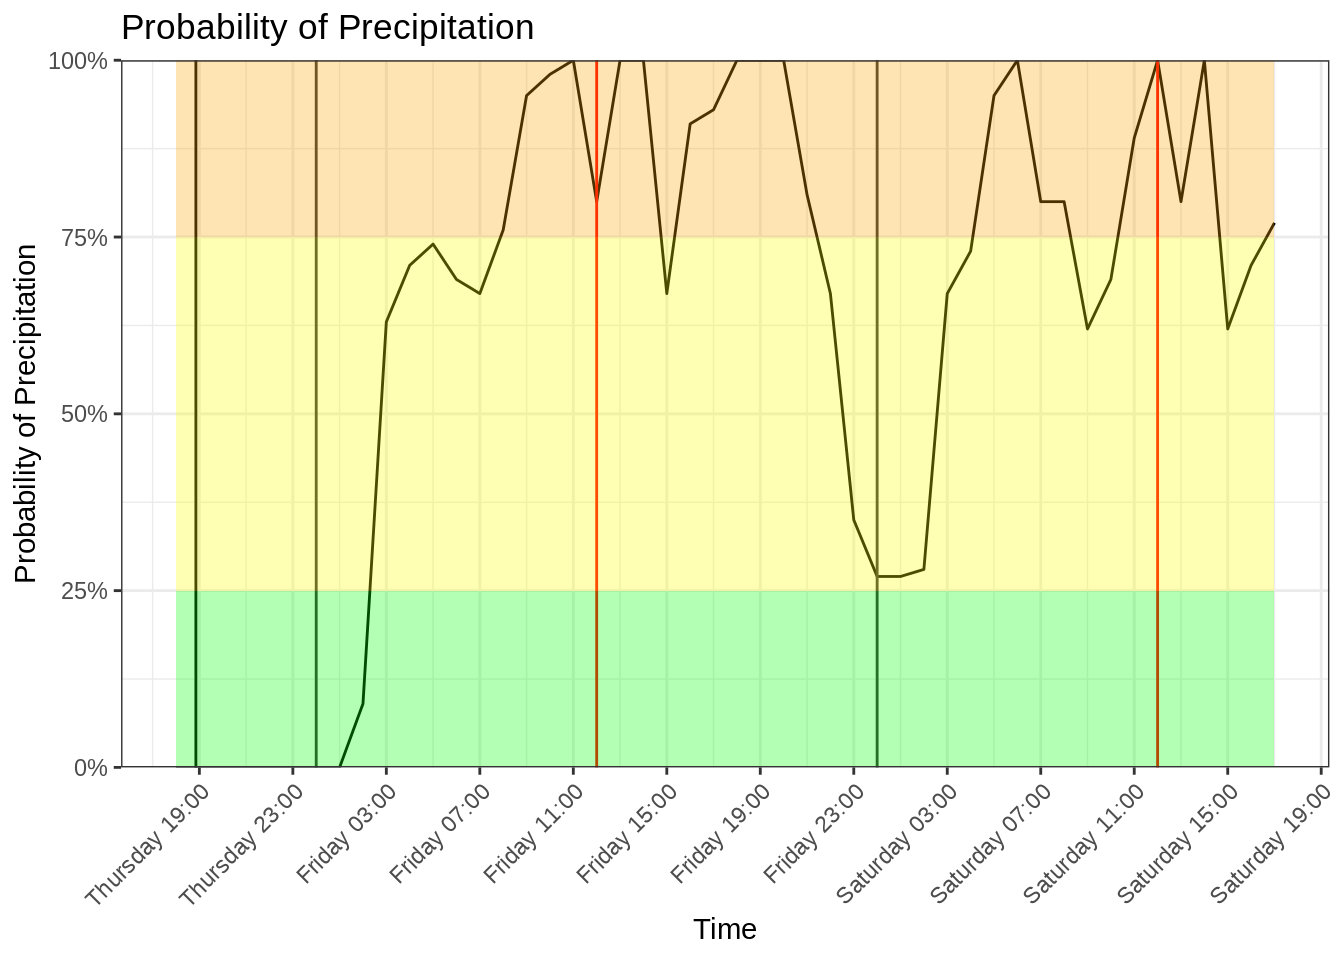 Probability of Precipitation
Probability of Precipitation
100%
75%
50%
25%
0%
Thursday 19:00
Thursday 23:00
Friday 03:00
Friday 07:00
Friday 11:00
Friday 15:00
Friday 19:00
Friday 23:00
Saturday 03:00
Saturday 07:00
Saturday 11:00
Saturday 15:00
Saturday 19:00
Time